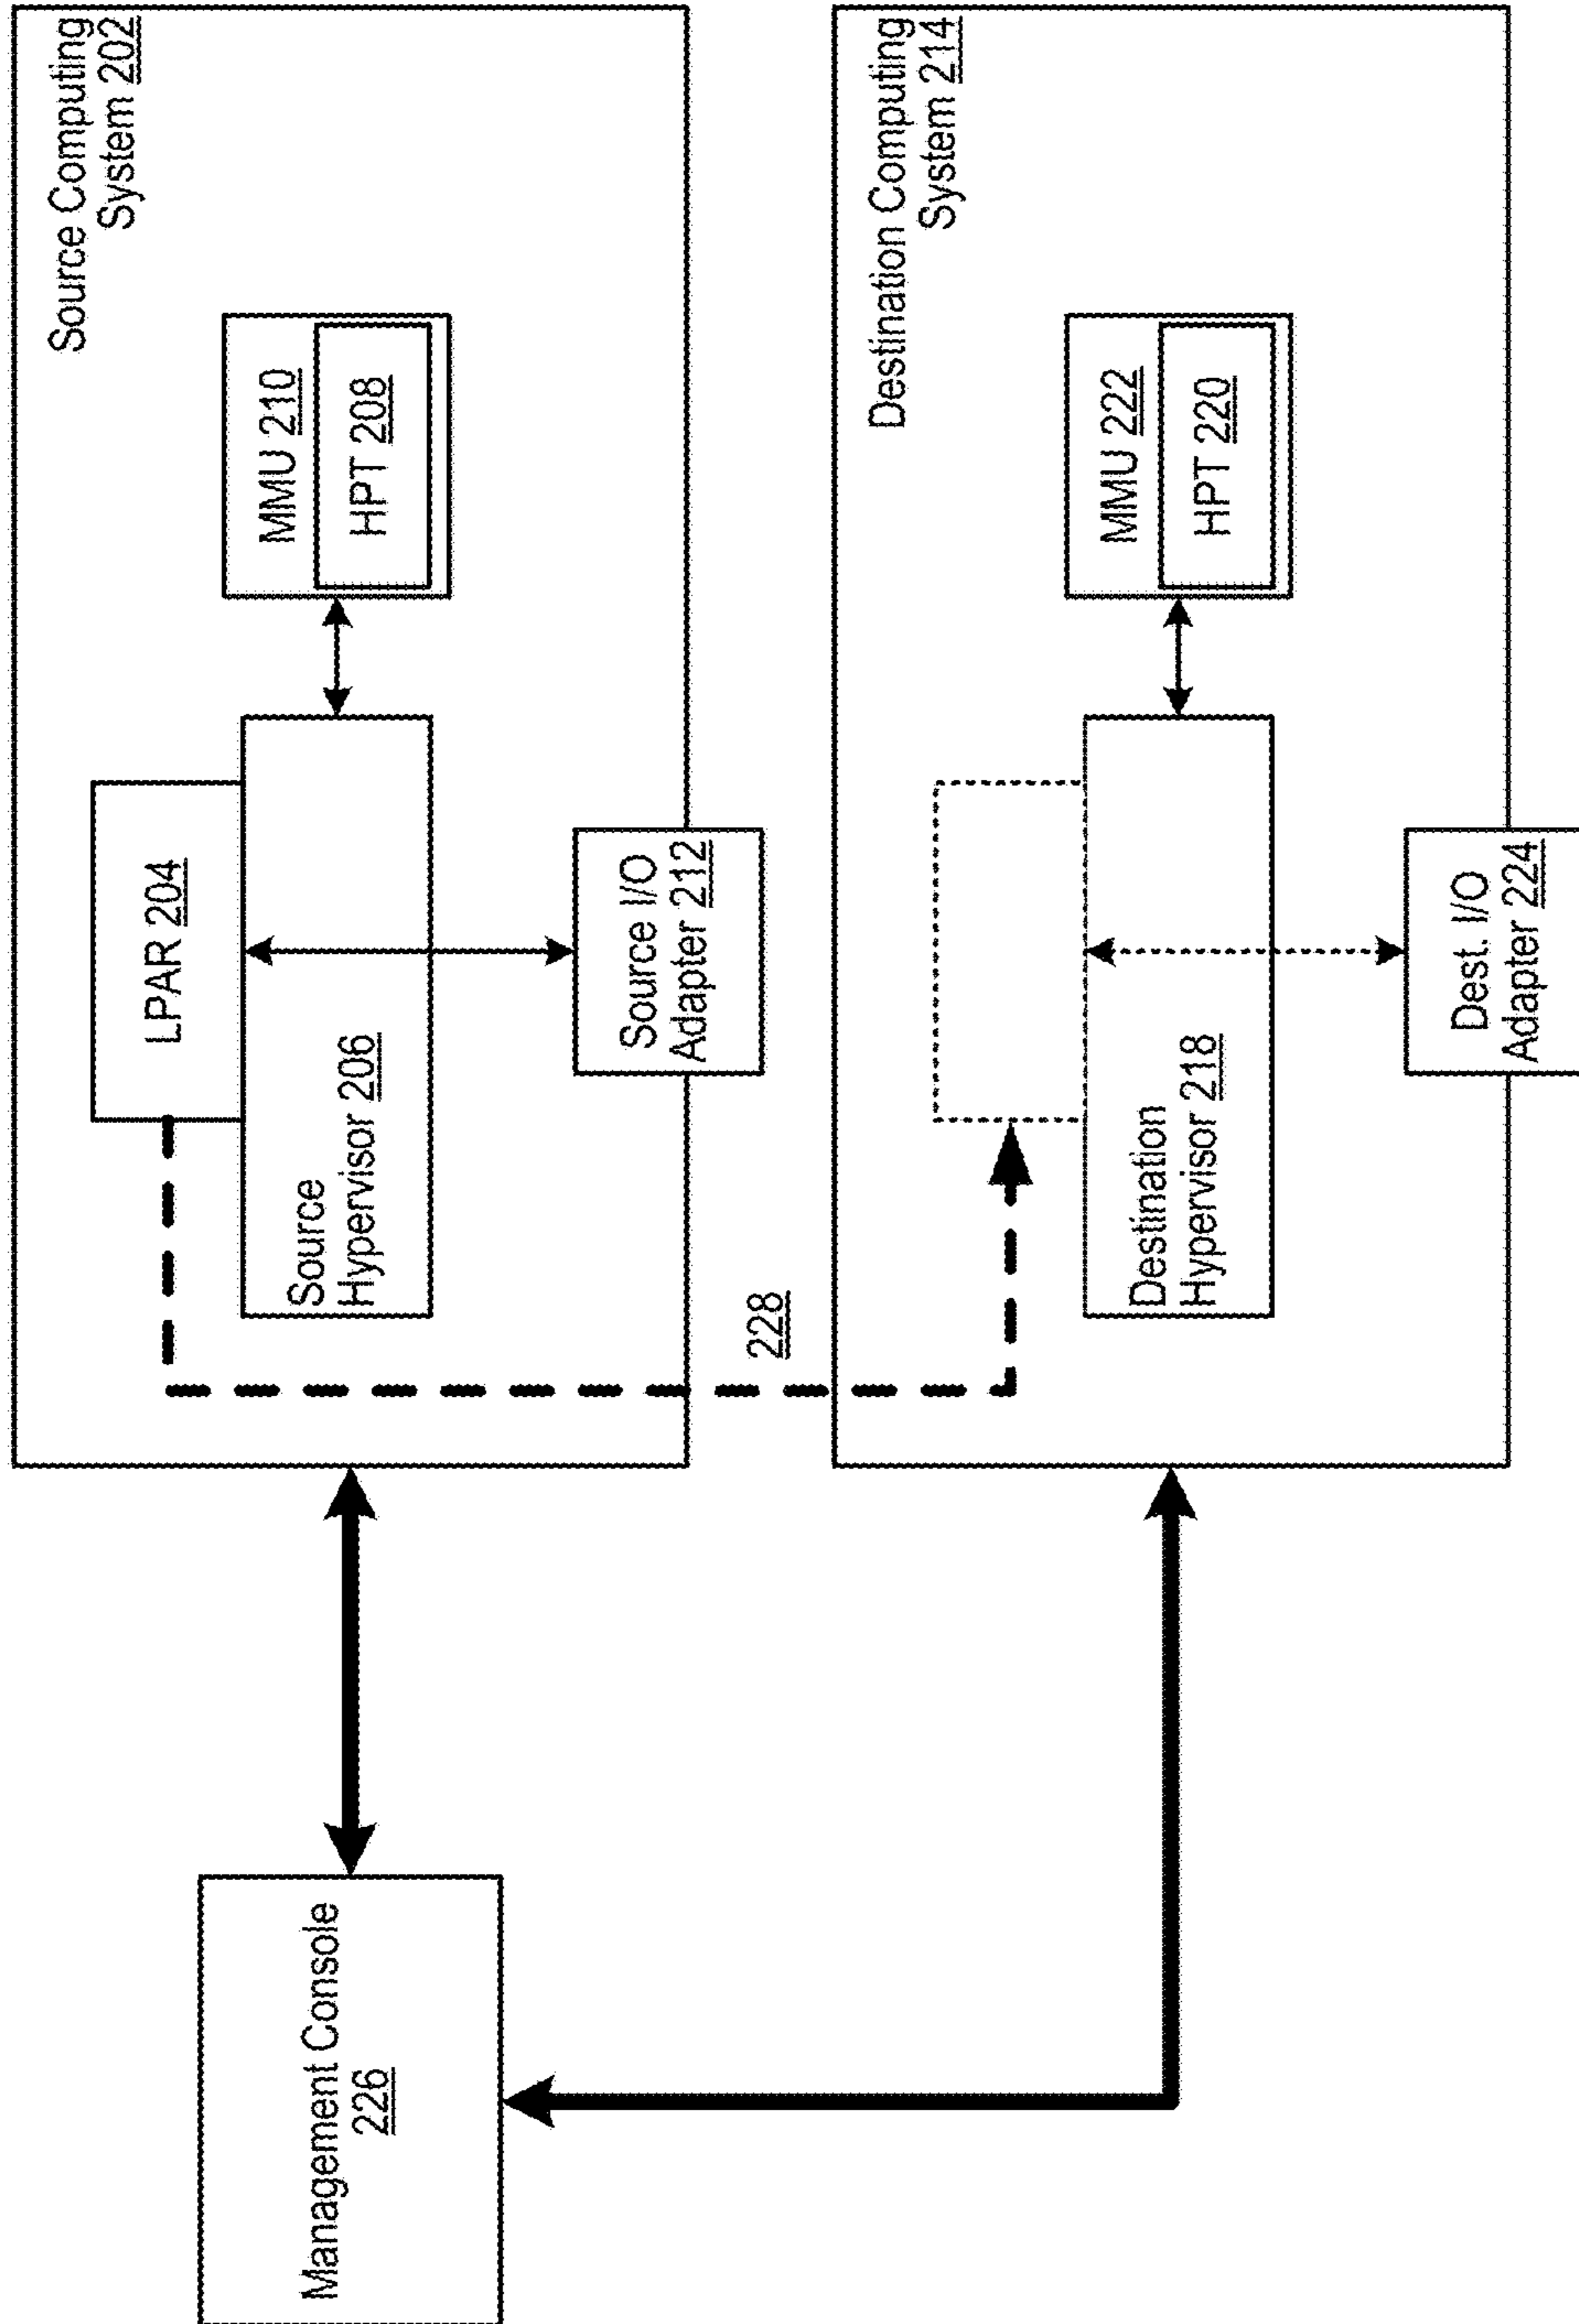 Source Computing
System 202
LPAR 204
MMU 210
HPT 208
Source
Hypervisor 206
Source I/O
Adapter 212
Management Console
226
228
Destination Computing
System 214
MMU 222
HPT 220
Destination
Hypervisor 218
Dest. I/O
Adapter 224